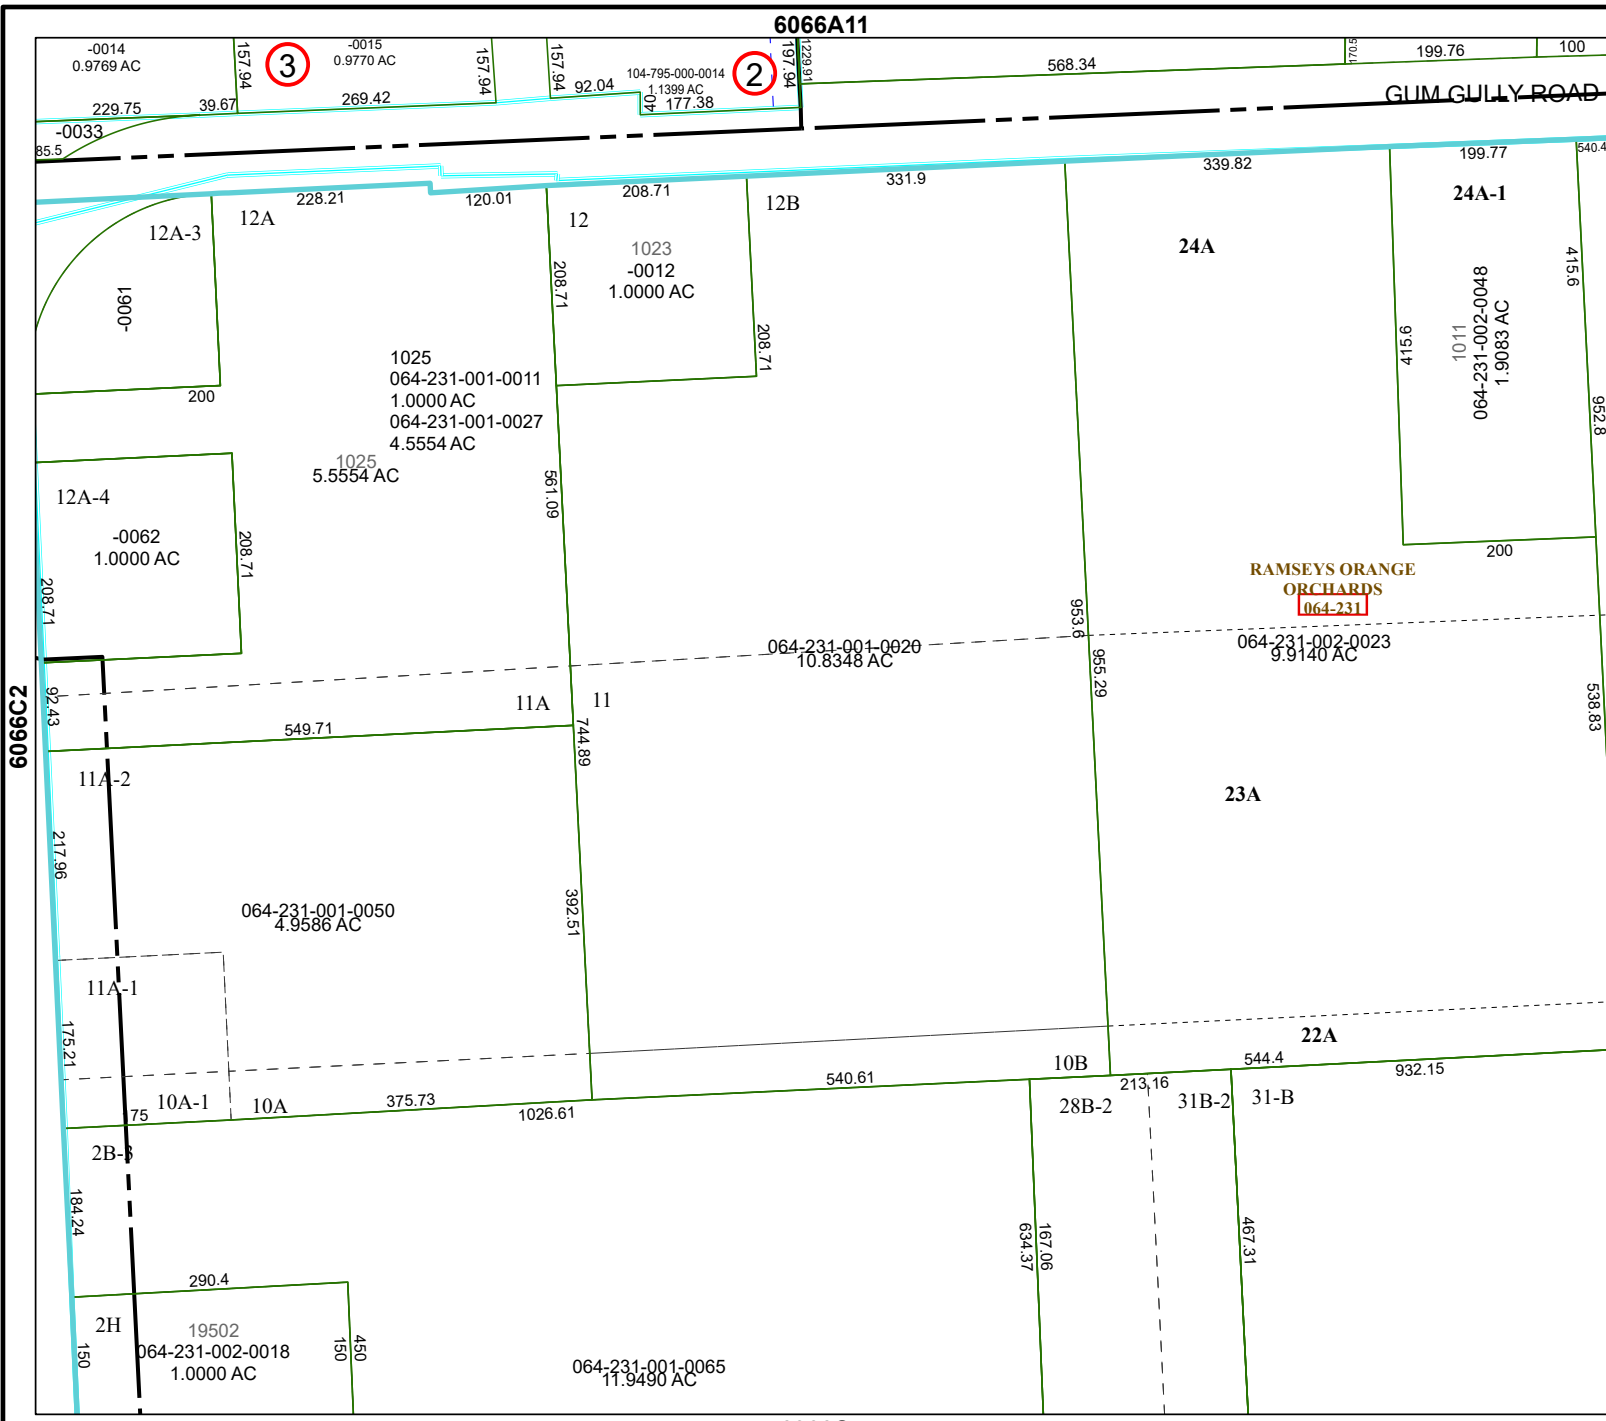 6066A11
-0014
0.9769 AC
157.94
3
-0015
0.9770 AC
157.94
157.94
92.04
104-795-000-0014
1.1399 AC
40
177.38
2
197.94
1229.91
568.34
170.5
199.76
100
GUM GULLY ROAD
229.75
39.67
269.42
-0033
85.5
228.21
120.01
208.71
331.9
339.82
199.77
540.4
12A-3
12A
12
12B
24A
24A-1
-0061
200
1023
-0012
1.0000 AC
208.71
208.71
1025
064-231-001-0011
1.0000 AC
064-231-001-0027
4.5554 AC
1025
5.5554 AC
415.6
1011
064-231-002-0048
1.9083 AC
415.6
952.8
200
12A-4
-0062
1.0000 AC
208.71
208.71
561.09
RAMSEYS ORANGE
ORCHARDS
064-231
953.6
955.29
064-231-001-0020
10.8348 AC
064-231-002-0023
9.9140 AC
6066C2
92.43
11A
11
549.71
744.89
538.83
11A-2
23A
217.96
064-231-001-0050
4.9586 AC
392.51
11A-1
175.21
22A
10A-1
10A
75
375.73
1026.61
540.61
10B
213.16
544.4
932.15
28B-2
31B-2
31-B
2B-3
184.24
634.37
167.06
467.31
290.4
2H
150
19502
064-231-002-0018
1.0000 AC
150
450
064-231-001-0065
11.9490 AC